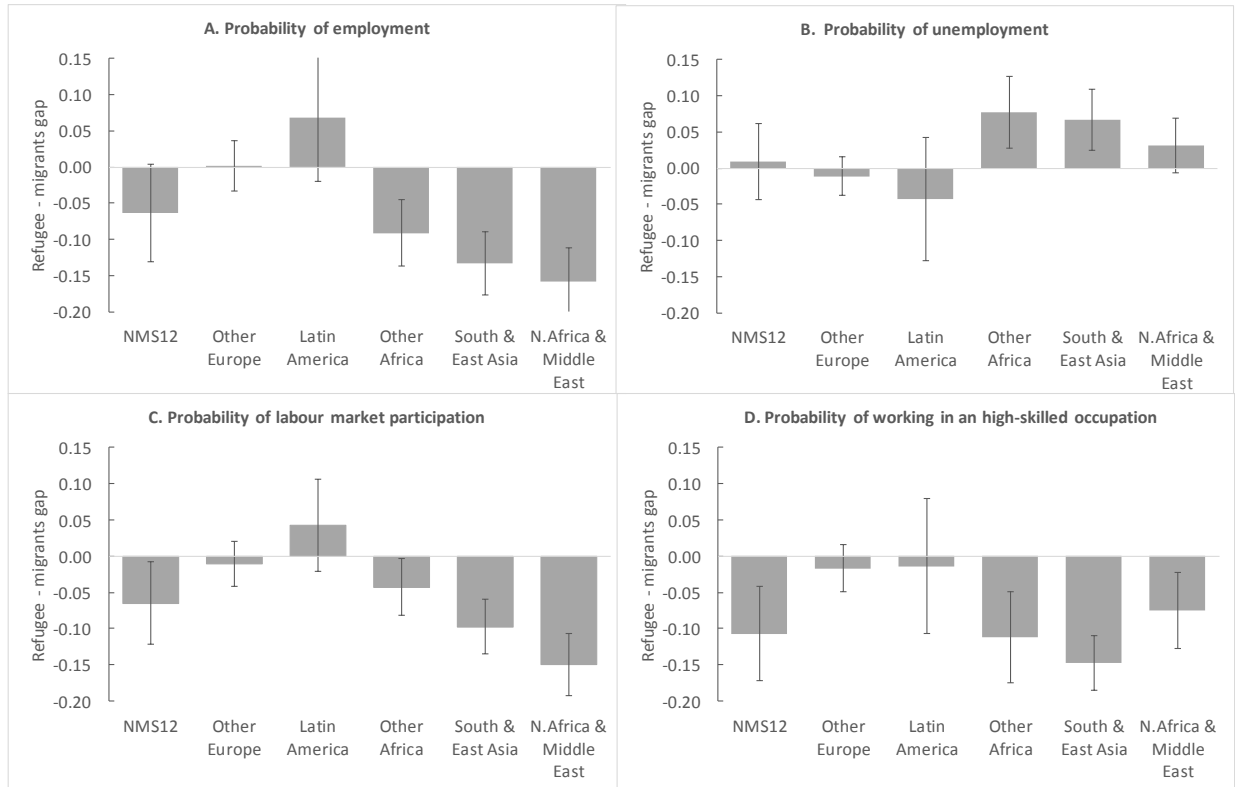 A. Probability of employment
Refugee - migrants gap
0.15
0.10
0.05
0.00
-0.05
-0.10
-0.15
-0.20
NMS12
Other
Europe
Latin
America
Other
Africa
South &
East Asia
N.Africa &
Middle
East
B. Probability of unemployment
Refugee - migrants gap
0.15
0.10
0.05
0.00
-0.05
-0.10
-0.15
-0.20
NMS12
Other
Europe
Latin
America
Other
Africa
South &
East Asia
N.Africa &
Middle
East
C. Probability of labour market participation
Refugee - migrants gap
0.15
0.10
0.05
0.00
-0.05
-0.10
-0.15
-0.20
NMS12
Other
Europe
Latin
America
Other
Africa
South &
East Asia
N.Africa &
Middle
East
D. Probability of working in an high-skilled occupation
Refugee - migrants gap
0.15
0.10
0.05
0.00
-0.05
-0.10
-0.15
-0.20
NMS12
Other
Europe
Latin
America
Other
Africa
South &
East Asia
N.Africa &
Middle
East